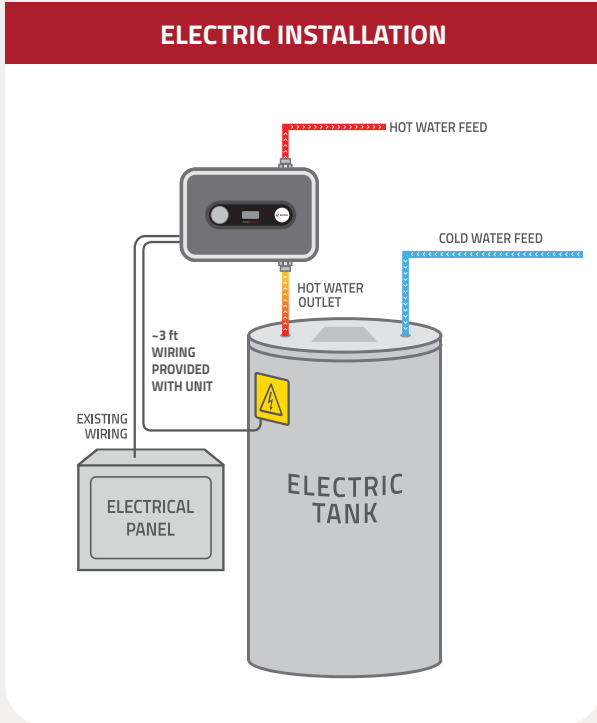 ELECTRIC INSTALLATION
HOT WATER FEED
COLD WATER FEED
HOT WATER
OUTLET
~3 ft
WIRING
PROVIDED
WITH UNIT
EXISTING
WIRING
ELECTRICAL
PANEL
ELECTRIC
TANK